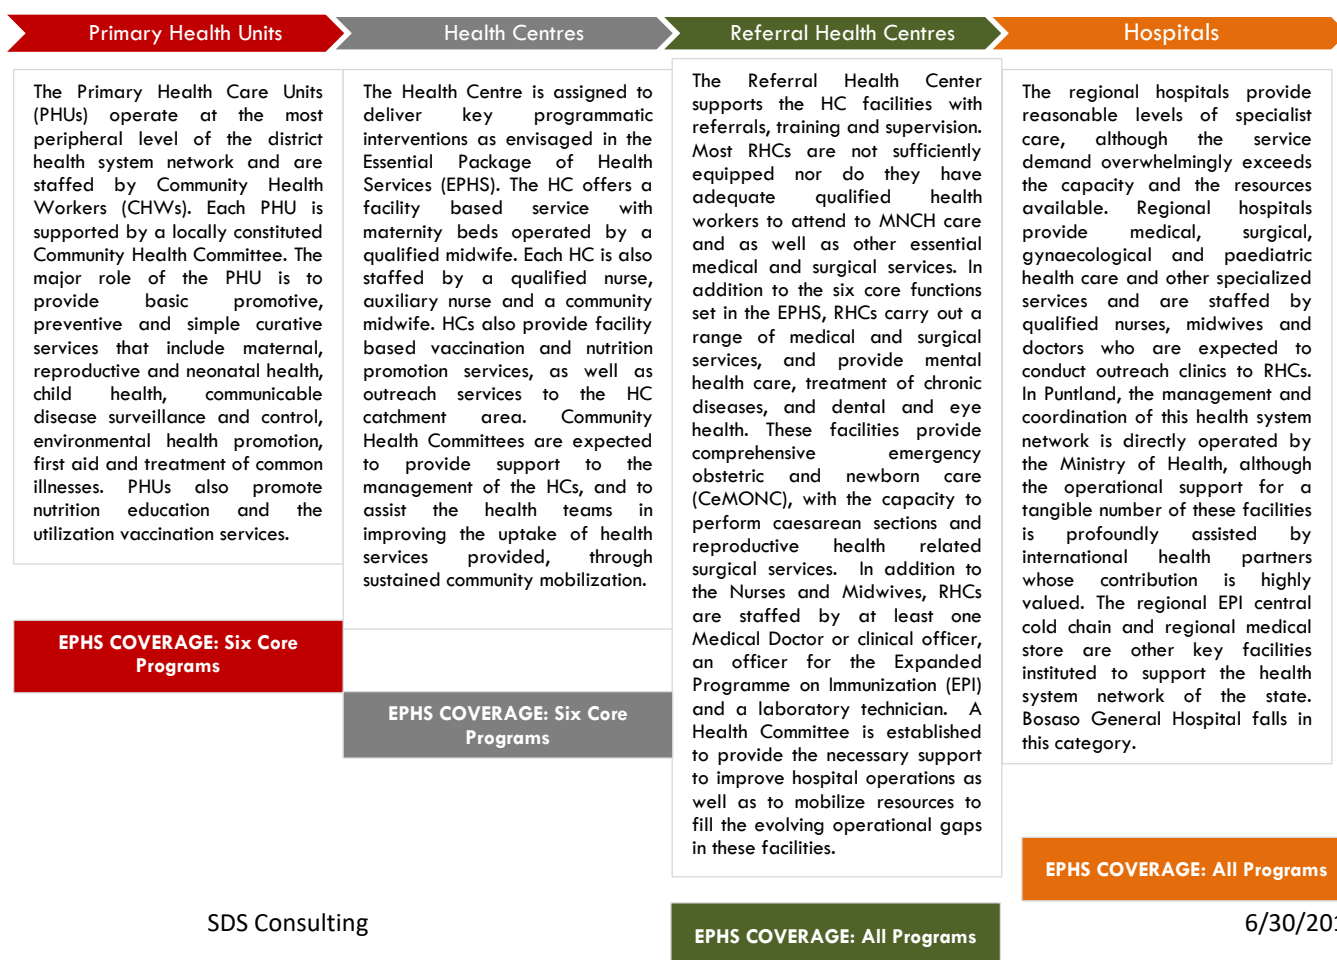 Primary Health Units
Health Centres
Referral Health Centres
Hospitals
The Primary Health Care Units
(PHUs) operate at the most
peripheral level of the district
health system network and are
staffed by Community Health
Workers (CHWs). Each PHU is
supported by a locally constituted
Community Health Committee. The
major role of the PHU is to
provide basic promotive,
preventive and simple curative
services that include maternal,
reproductive and neonatal health,
child health, communicable
disease surveillance and control,
environmental health promotion,
first aid and treatment of common
illnesses. PHUs also promote
nutrition education and the
utilization vaccination services.
EPHS COVERAGE: Six Core
Programs
The Health Centre is assigned to
deliver key programmatic
interventions as envisaged in the
Essential Package of Health
Services (EPHS). The HC offers a
facility based service with
maternity beds operated by a
qualified midwife. Each HC is also
staffed by a qualified nurse,
auxiliary nurse and a community
midwife. HCs also provide facility
based vaccination and nutrition
promotion services, as well as
outreach services to the HC
catchment area. Community
Health Committees are expected
to provide support to the
management of the HCs, and to
assist the health teams in
improving the uptake of health
services provided, through
sustained community mobilization.
EPHS COVERAGE: Six Core
Programs
The Referral Health Center
supports the HC facilities with
referrals, training and supervision.
Most RHCs are not sufficiently
equipped nor do they have
adequate qualified health
workers to attend to MNCH care
and as well as other essential
medical and surgical services. In
addition to the six core functions
set in the EPHS, RHCs carry out a
range of medical and surgical
services, and provide mental
health care, treatment of chronic
diseases, and dental and eye
health. These facilities provide
comprehensive emergency
obstetric and newborn care
(CeMONC), with the capacity to
perform caesarean sections and
reproductive health related
surgical services. In addition to
the Nurses and Midwives, RHCs
are staffed by at least one
Medical Doctor or clinical officer,
an officer for the Expanded
Programme on Immunization (EPI)
and a laboratory technician. A
Health Committee is established
to provide the necessary support
to improve hospital operations as
well as to mobilize resources to
fill the evolving operational gaps
in these facilities.
EPHS COVERAGE: All Programs
The regional hospitals provide
reasonable levels of specialist
care, although the service
demand overwhelmingly exceeds
the capacity and the resources
available. Regional hospitals
provide medical, surgical,
gynaecological and paediatric
health care and other specialized
services and are staffed by
qualified nurses, midwives and
doctors who are expected to
conduct outreach clinics to RHCs.
In Puntland, the management and
coordination of this health system
network is directly operated by
the Ministry of Health, although
the operational support for a
tangible number of these facilities
is profoundly assisted by
international health partners
whose contribution is highly
valued. The regional EPI central
cold chain and regional medical
store are other key facilities
instituted to support the health
system network of the state.
Bosaso General Hospital falls in
this category.
EPHS COVERAGE: All Programs
SDS Consulting
6/30/201